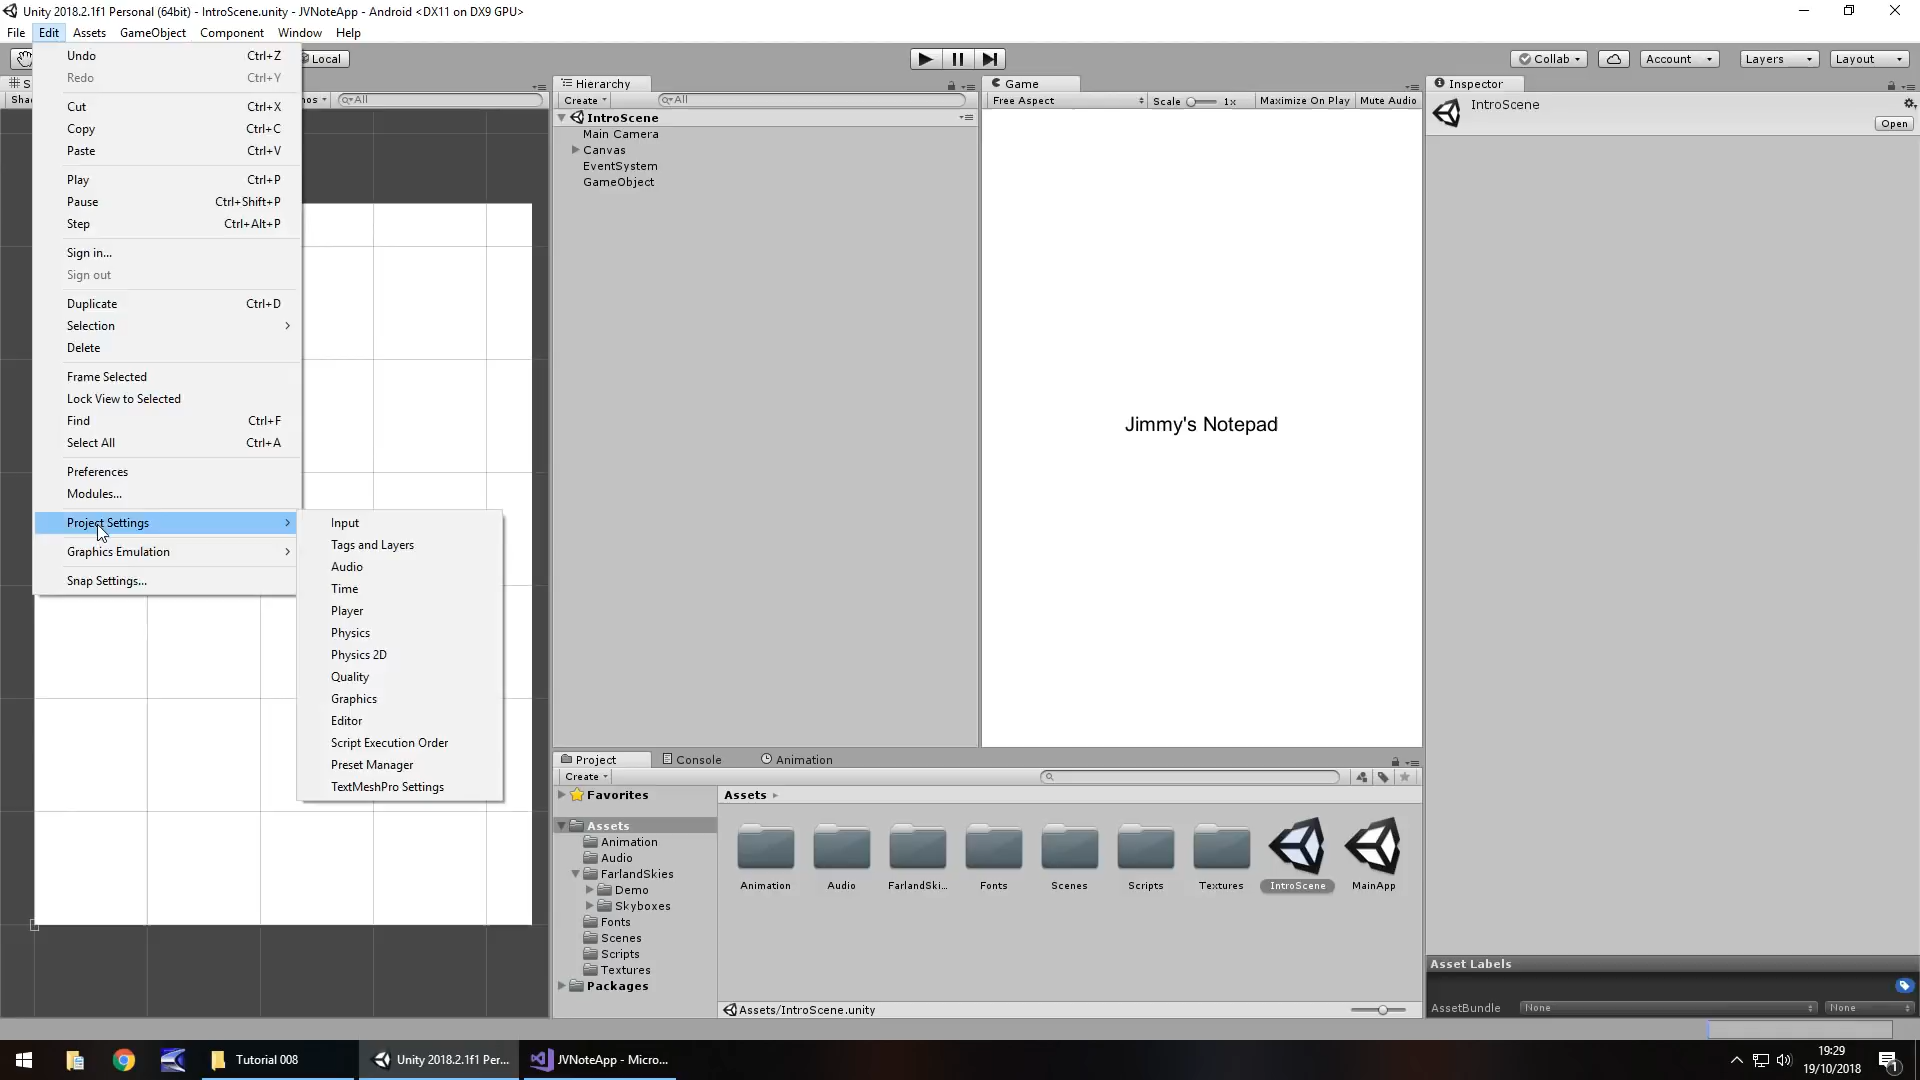 Unity 2018.2.1f1 Personal (64bit) - IntroScene.unity - JVNoteApp - Android <DX11 on DX9 GPU>
File Edit Assets GameObject Component Window Help
Local Collab Account Layers Layout
Undo Ctrl+Z
Redo Ctrl+Y
Cut Ctrl+X
Copy Ctrl+C
Paste Ctrl+V
Play Ctrl+P
Pause Ctrl+Shift+P
Step Ctrl+Alt+P
Sign in...
Sign out
Duplicate Ctrl+D
Selection
Delete
Frame Selected
Lock View to Selected
Find Ctrl+F
Select All Ctrl+A
Preferences
Modules...
Project Settings
Graphics Emulation
Snap Settings...
Input
Tags and Layers
Audio
Time
Player
Physics
Physics 2D
Quality
Graphics
Editor
Script Execution Order
Preset Manager
TextMeshPro Settings
All
Hierarchy
Create All
IntroScene
Main Camera
Canvas
EventSystem
GameObject
Game
Free Aspect Scale 1x Maximize On Play Mute Audio
Jimmy's Notepad
Inspector
IntroScene
Open
Project Console Animation
Create
Favorites
Assets
Animation
Audio
FarlandSkies
Demo
Skyboxes
Fonts
Scenes
Scripts
Textures
Packages
Assets
Animation Audio FarlandSki... Fonts Scenes Scripts Textures IntroScene MainApp
Assets/IntroScene.unity
Asset Labels
AssetBundle None None
Tutorial 008 Unity 2018.2.1f1 Per... JVNoteApp - Micro...
19:29
19/10/2018
1